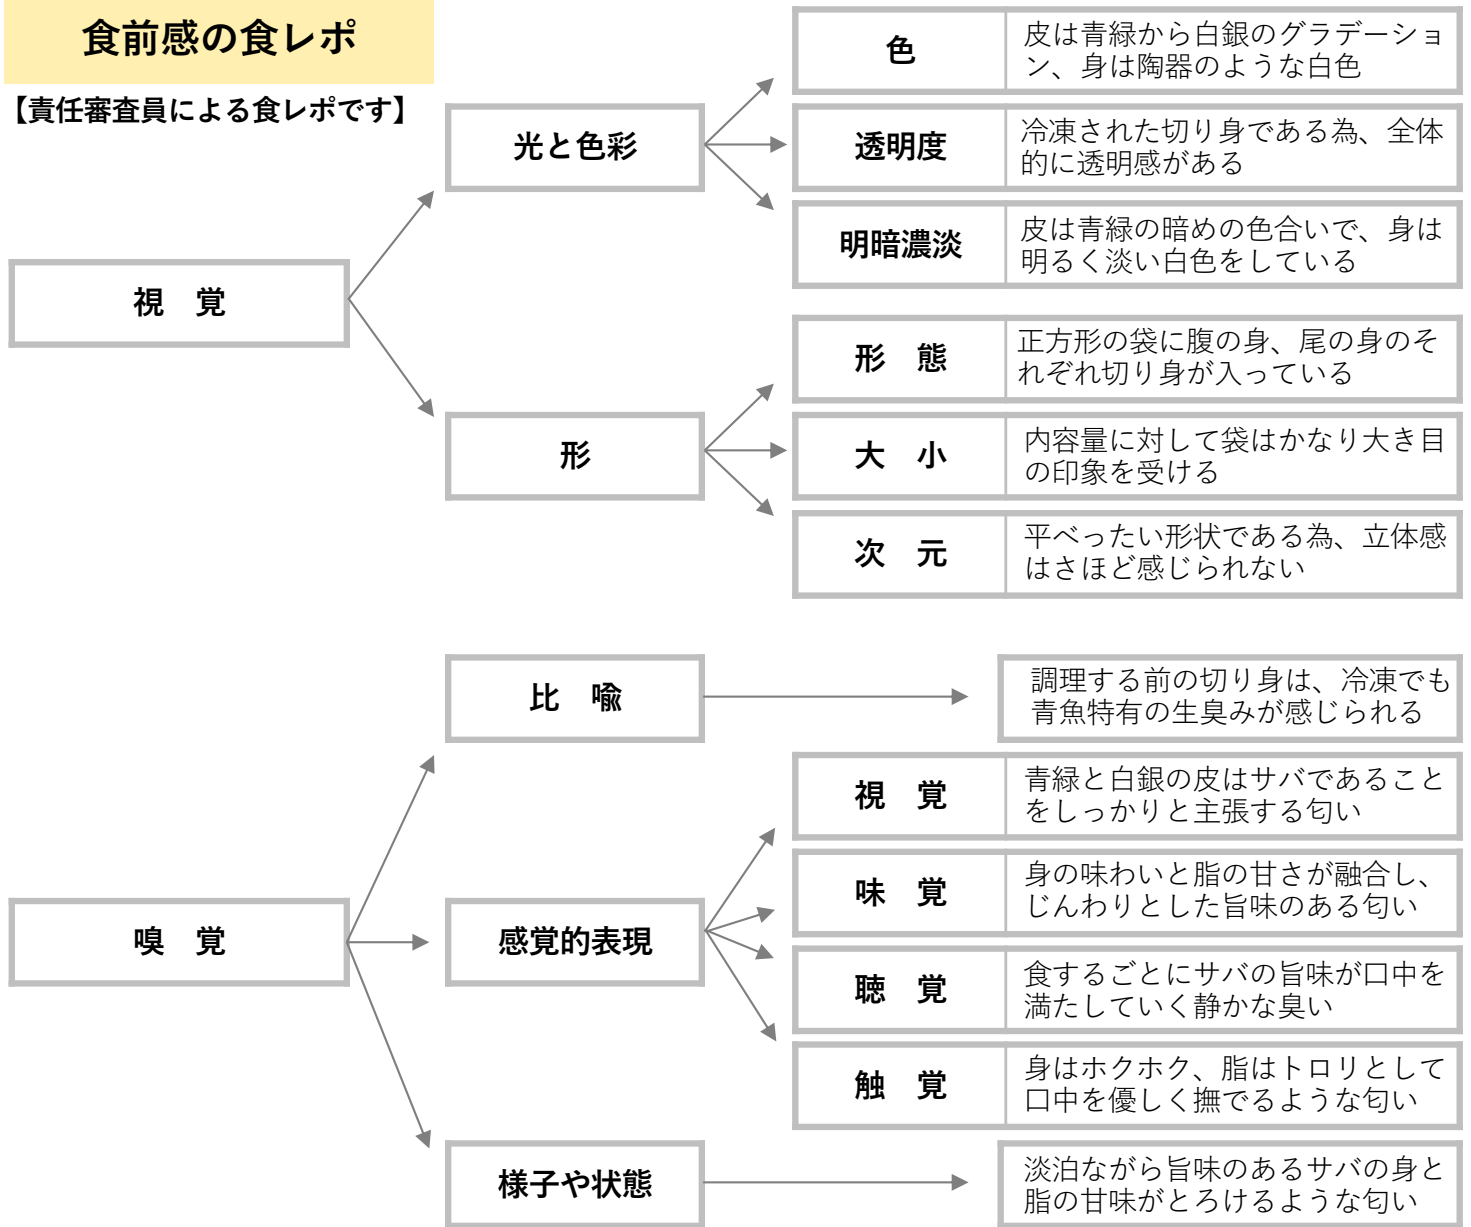 食前感の食レポ
【責任審査員による食レポです】
視　覚
光と色彩
色
皮は青緑から白銀のグラデーショ
ン、身は陶器のような白色
透明度
冷凍された切り身である為、全体
的に透明感がある
明暗濃淡
皮は青緑の暗めの色合いで、身は
明るく淡い白色をしている
形
形　態
正方形の袋に腹の身、尾の身のそ
れぞれ切り身が入っている
大　小
内容量に対して袋はかなり大き目
の印象を受ける
次　元
平べったい形状である為、立体感
はさほど感じられない
嗅　覚
比　喩
調理する前の切り身は、冷凍でも
青魚特有の生臭みが感じられる
感覚的表現
視　覚
青緑と白銀の皮はサバであること
をしっかりと主張する匂い
味　覚
身の味わいと脂の甘さが融合し、
じんわりとした旨味のある匂い
聴　覚
食するごとにサバの旨味が口中を
満たしていく静かな臭い
触　覚
身はホクホク、脂はトロリとして
口中を優しく撫でるような匂い
様子や状態
淡泊ながら旨味のあるサバの身と
脂の甘味がとろけるような匂い